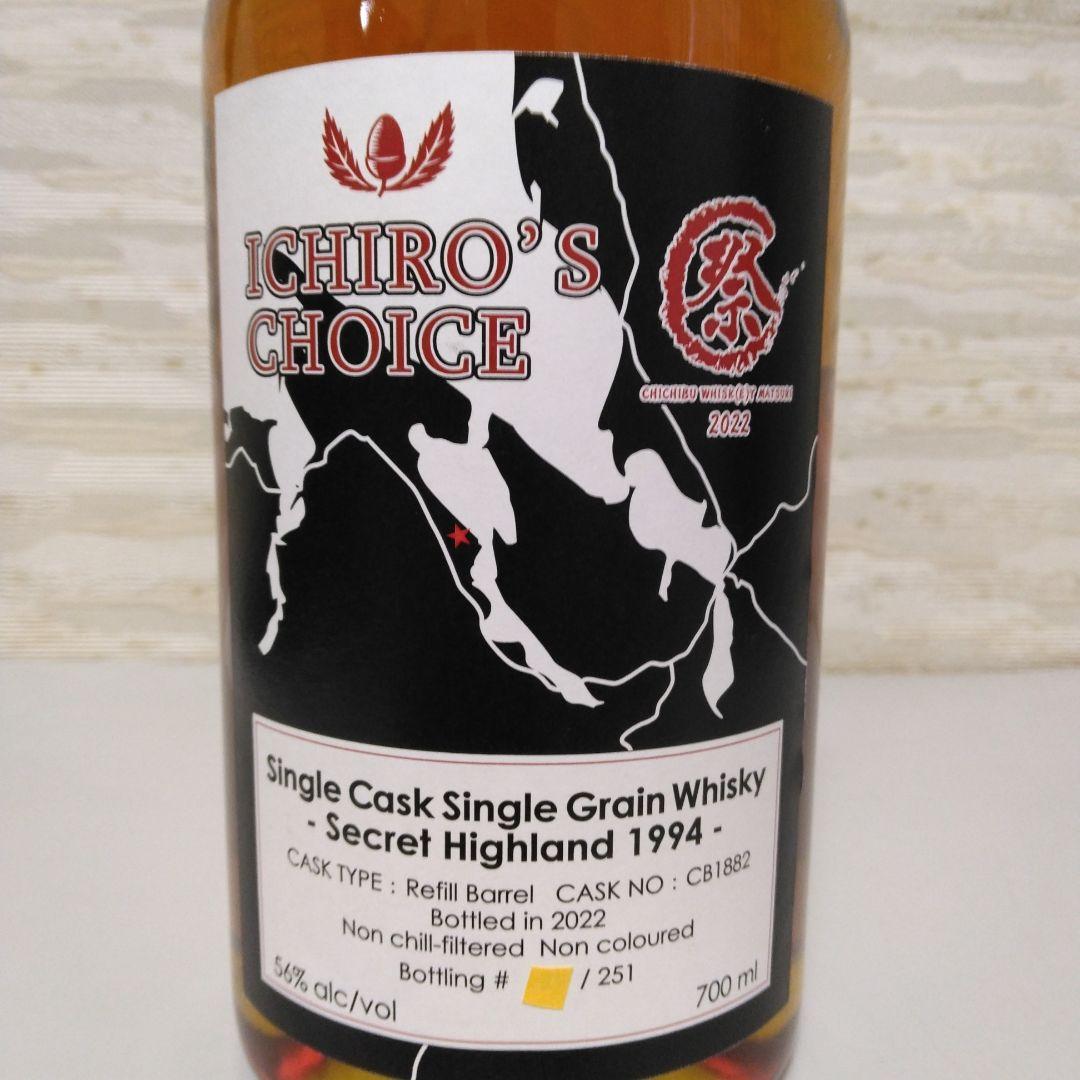 ICHIRO'S
CHOICE
祭
CHICHIBU WHISK(E)Y MATSURI
2022
Single Cask Single Grain Whisky
- Secret Highland 1994 -
CASK TYPE : Refill Barrel CASK NO : CB1882
Bottled in 2022
Non chill-filtered Non coloured
Bottling # / 251
56% alc/vol
700 ml